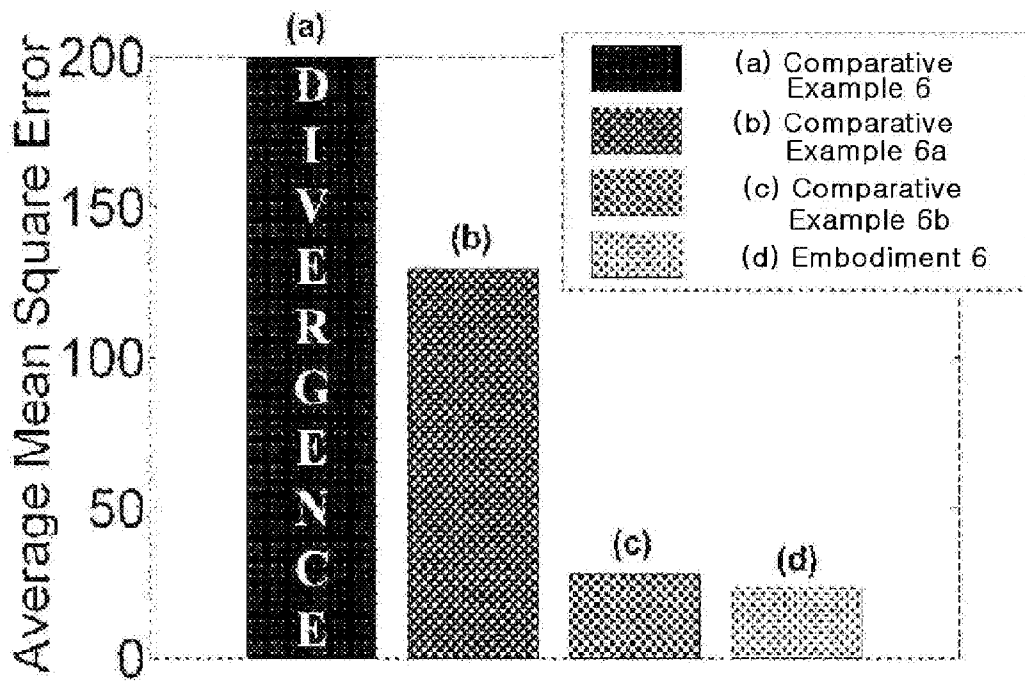 Average Mean Square Error
200
150
100
50
0
(a)
DIVERGENCE
(b)
(c)
(d)
(a) Comparative
Example 6
(b) Comparative
Example 6a
(c) Comparative
Example 6b
(d) Embodiment 6